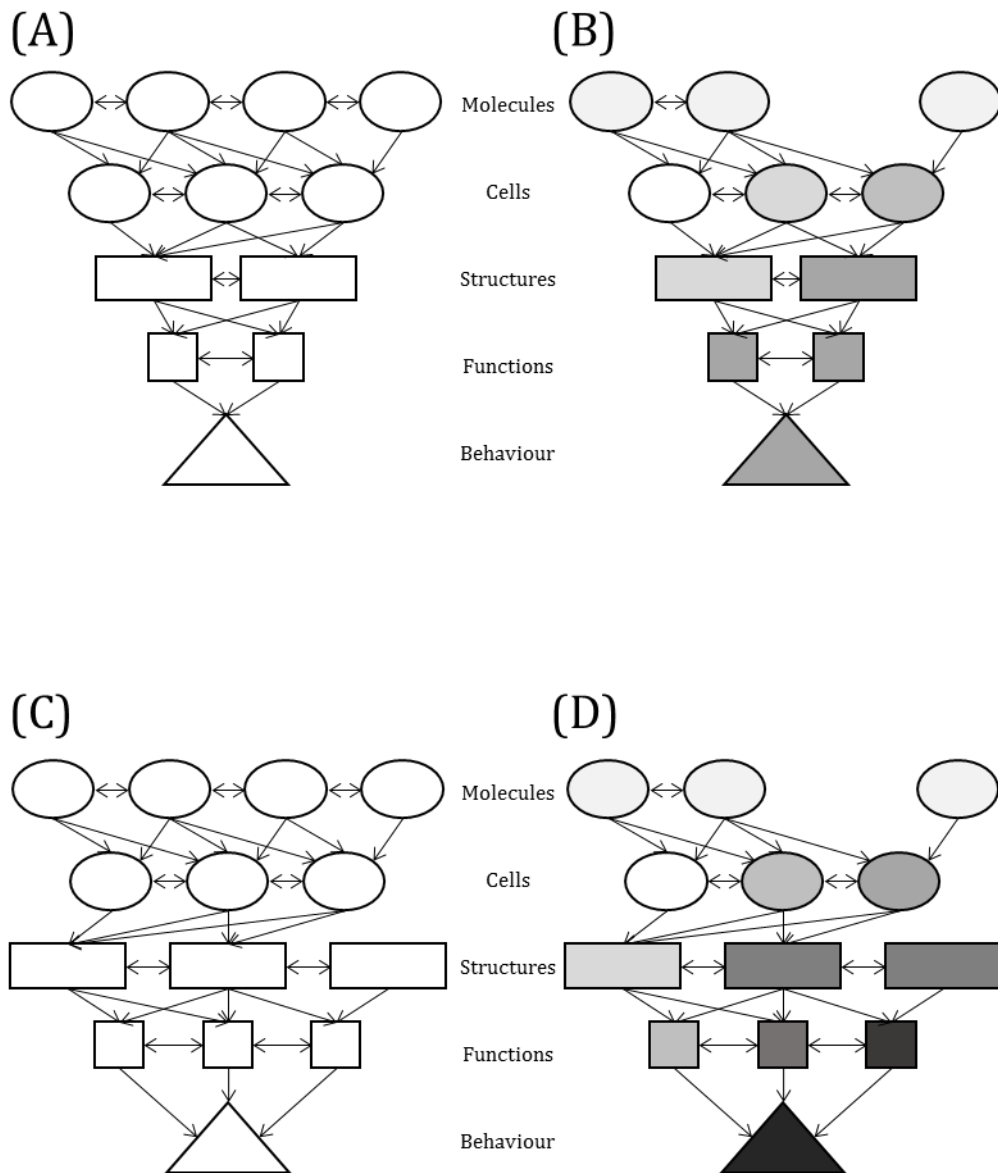 (A)
(B)
Molecules
Cells
Structures
Functions
Behaviour
(C)
(D)
Molecules
Cells
Structures
Functions
Behaviour